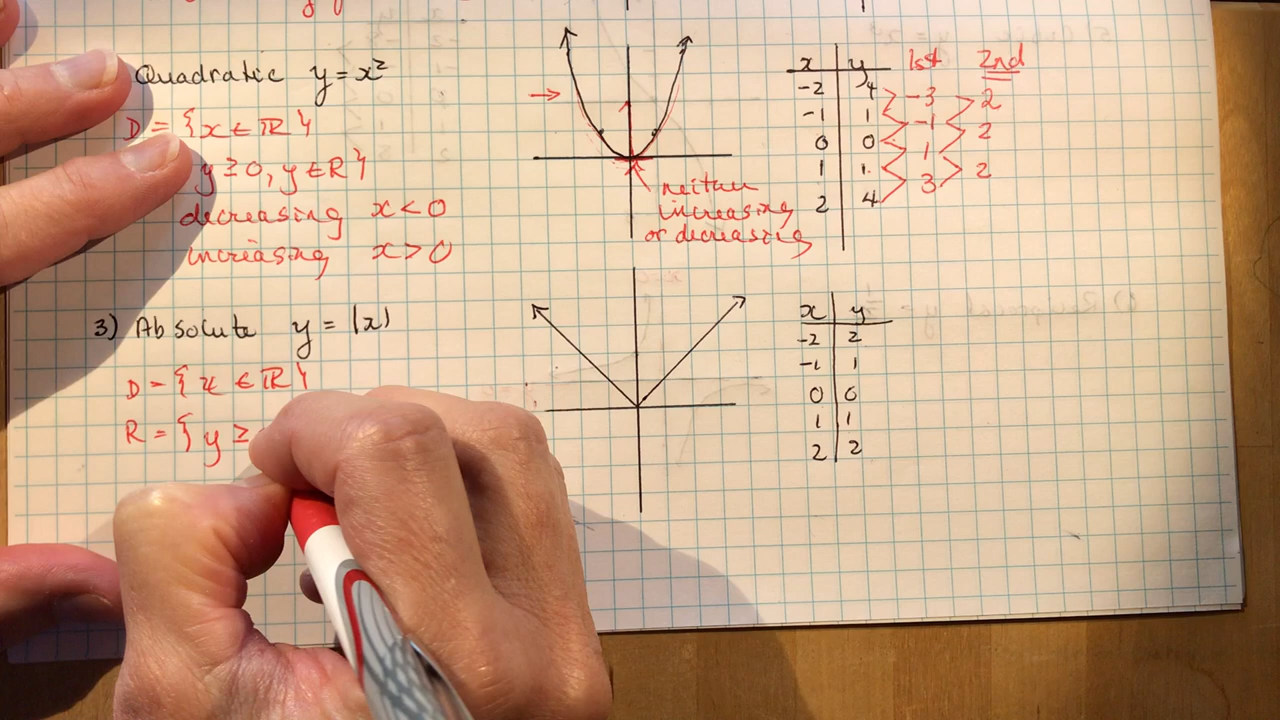 Quadratic y = x²
D = {x ∈ ℝ}
y ≥ 0, y ∈ R}
decreasing x < 0
increasing x > 0
neither
increasing
or decreasing
x y 1st 2nd
-2 4 -3 2
-1 1 -1 2
0 0 1 2
1 1 3
2 4
3) Absolute y = |x|
D = {x ∈ ℝ}
R = {y ≥
x y
-2 2
-1 1
0 0
1 1
2 2